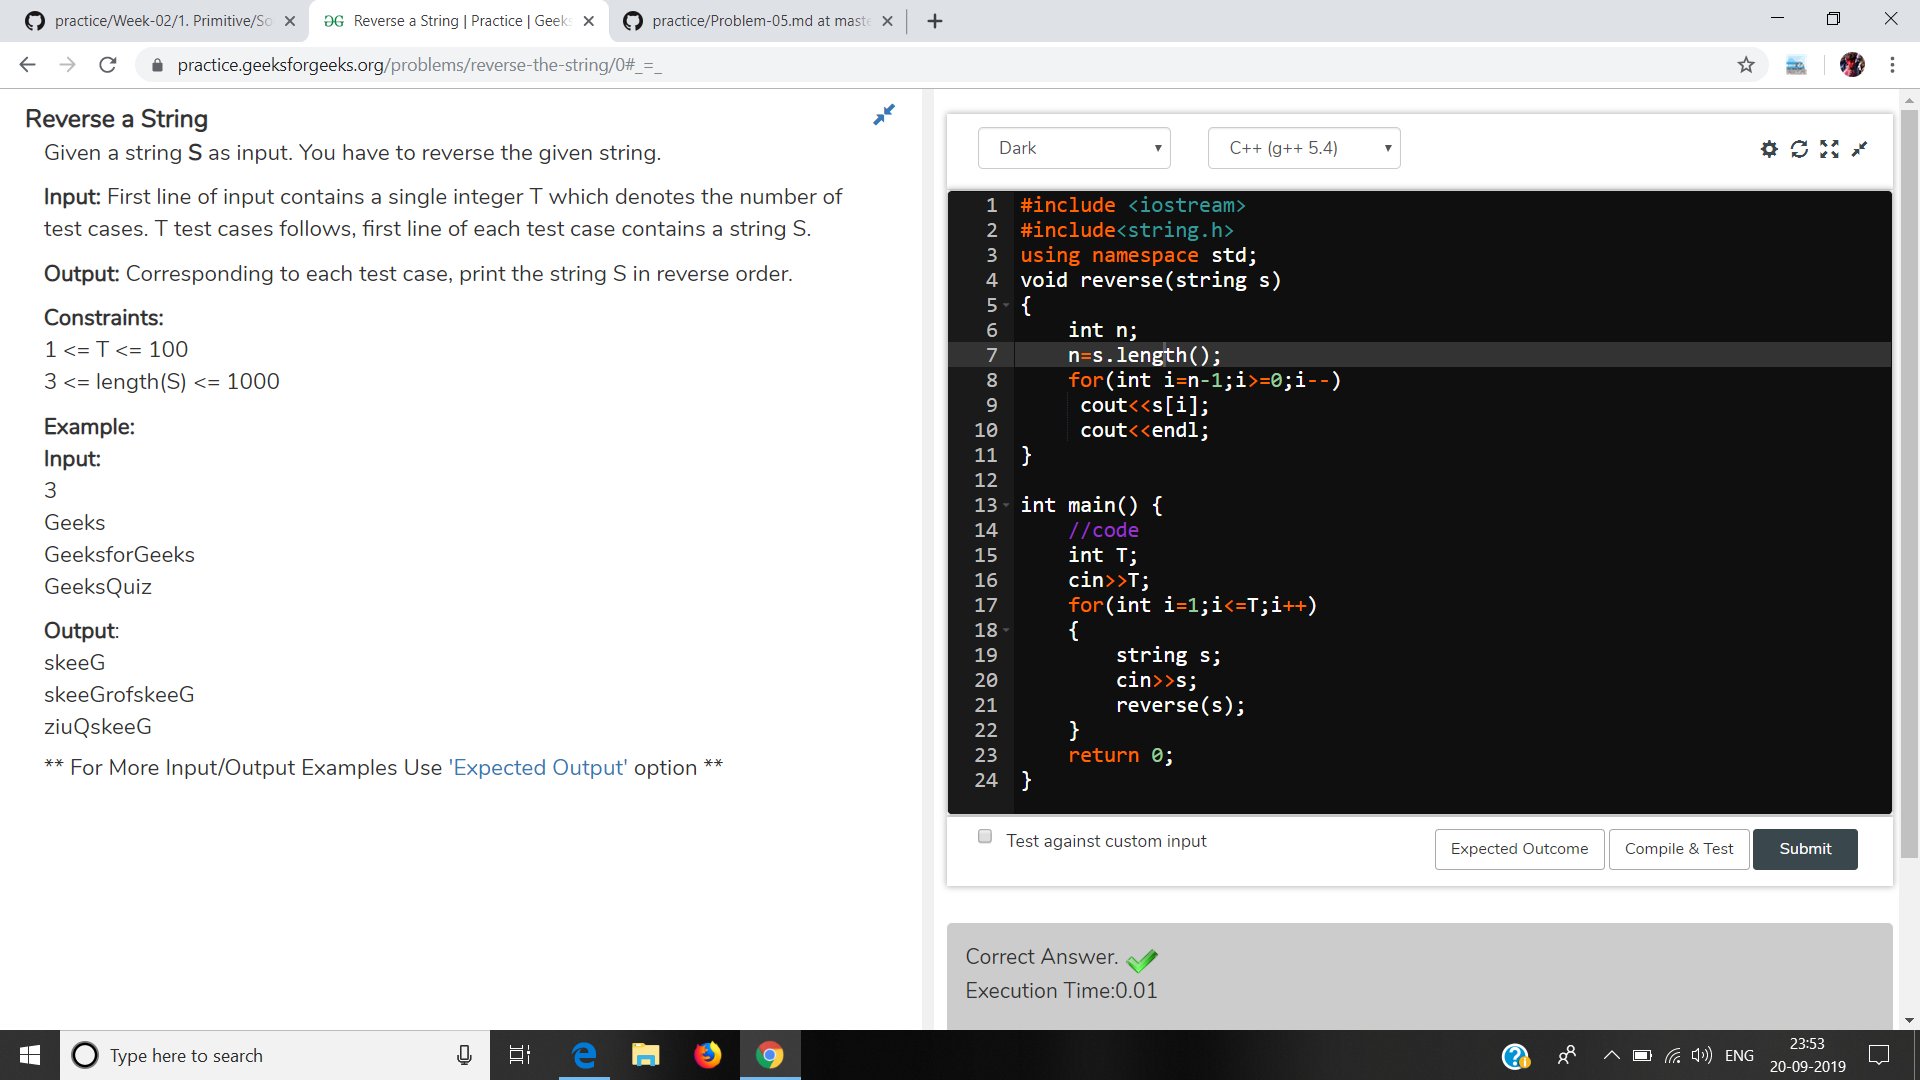 practice/Week-02/1. Primitive/So
Reverse a String | Practice | Geeks
practice/Problem-05.md at maste
practice.geeksforgeeks.org/problems/reverse-the-string/0#_=_
Reverse a String
Given a string S as input. You have to reverse the given string.
Input: First line of input contains a single integer T which denotes the number of
test cases. T test cases follows, first line of each test case contains a string S.
Output: Corresponding to each test case, print the string S in reverse order.
Constraints:
1 <= T <= 100
3 <= length(S) <= 1000
Example:
Input:
3
Geeks
GeeksforGeeks
GeeksQuiz
Output:
skeeG
skeeGrofskeeG
ziuQskeeG
** For More Input/Output Examples Use 'Expected Output' option **
Dark
C++ (g++ 5.4)
1 #include <iostream>
2 #include<string.h>
3 using namespace std;
4 void reverse(string s)
5 {
6 int n;
7 n=s.length();
8 for(int i=n-1;i>=0;i--)
9 cout<<s[i];
10 cout<<endl;
11 }
12
13 int main() {
14 //code
15 int T;
16 cin>>T;
17 for(int i=1;i<=T;i++)
18 {
19 string s;
20 cin>>s;
21 reverse(s);
22 }
23 return 0;
24 }
Test against custom input
Expected Outcome
Compile & Test
Submit
Correct Answer.
Execution Time:0.01
Type here to search
ENG
23:53
20-09-2019